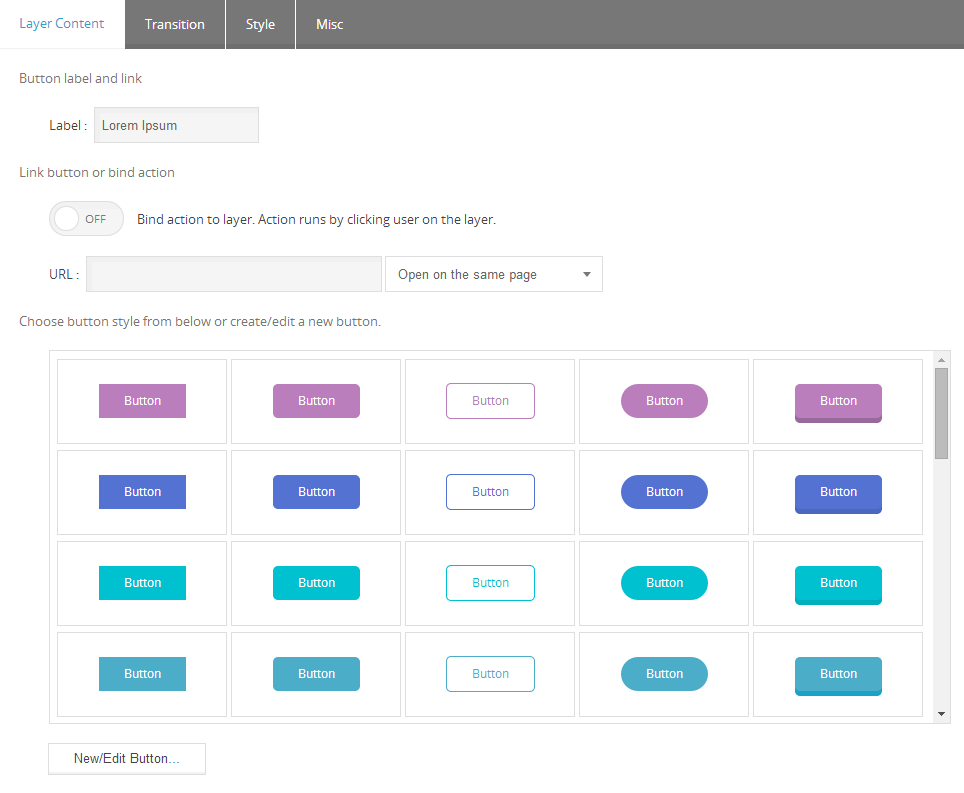 Layer Content Transition Style Misc
Button label and link
Label : Lorem Ipsum
Link button or bind action
OFF Bind action to layer. Action runs by clicking user on the layer.
URL : Open on the same page
Choose button style from below or create/edit a new button.
Button Button Button Button Button
Button Button Button Button Button
Button Button Button Button Button
Button Button Button Button Button
New/Edit Button...